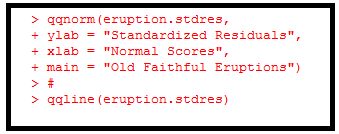 > qqnorm(eruption.stdres,
+ ylab = "Standardized Residuals",
+ xlab = "Normal Scores",
+ main = "Old Faithful Eruptions")
> #
> qqline(eruption.stdres)